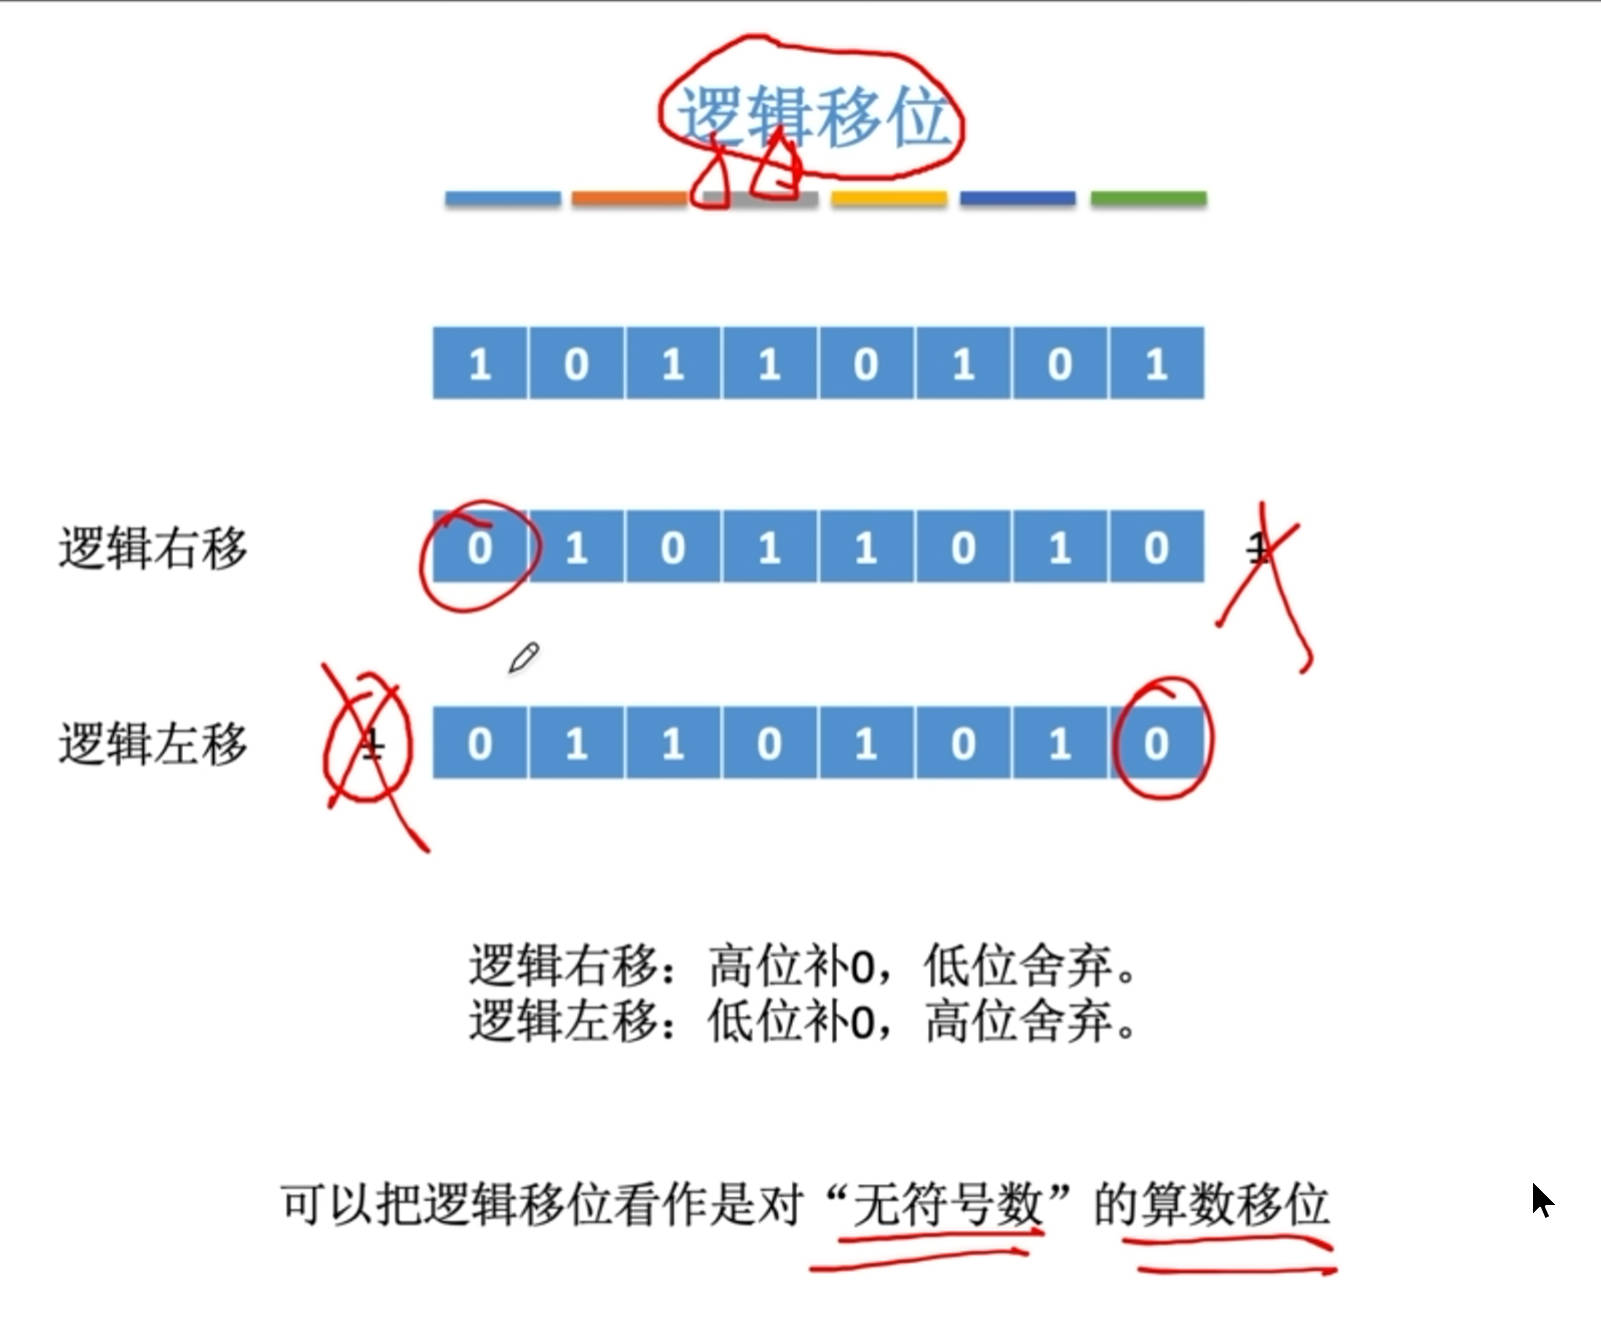 逻辑移位
1 0 1 1 0 1 0 1
逻辑右移 0 1 0 1 1 0 1 0 1
逻辑左移 1 0 1 1 0 1 0 1 0
逻辑右移：高位补0，低位舍弃。
逻辑左移：低位补0，高位舍弃。
可以把逻辑移位看作是对“无符号数”的算数移位